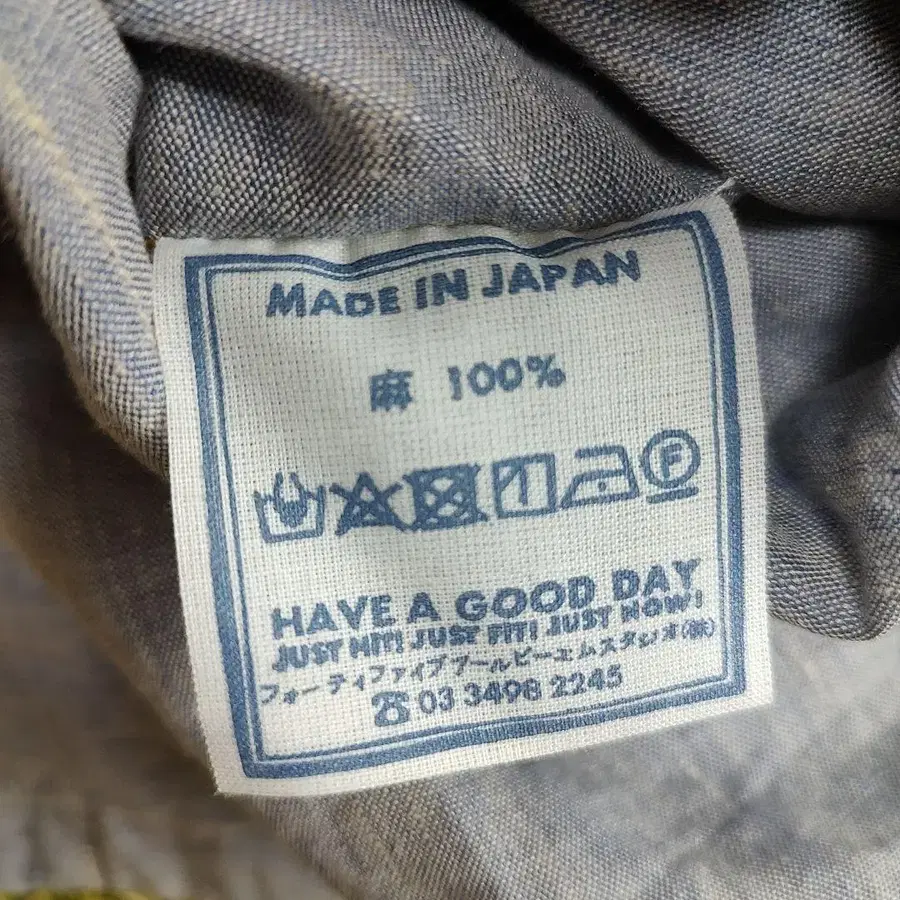 MADE IN JAPAN
麻 100%
F
HAVE A GOOD DAY
JUST HIT! JUST FIT! JUST NOW!
フォーティファイブアールピーエムスタジオ(株)
☎ 03 3498 2245